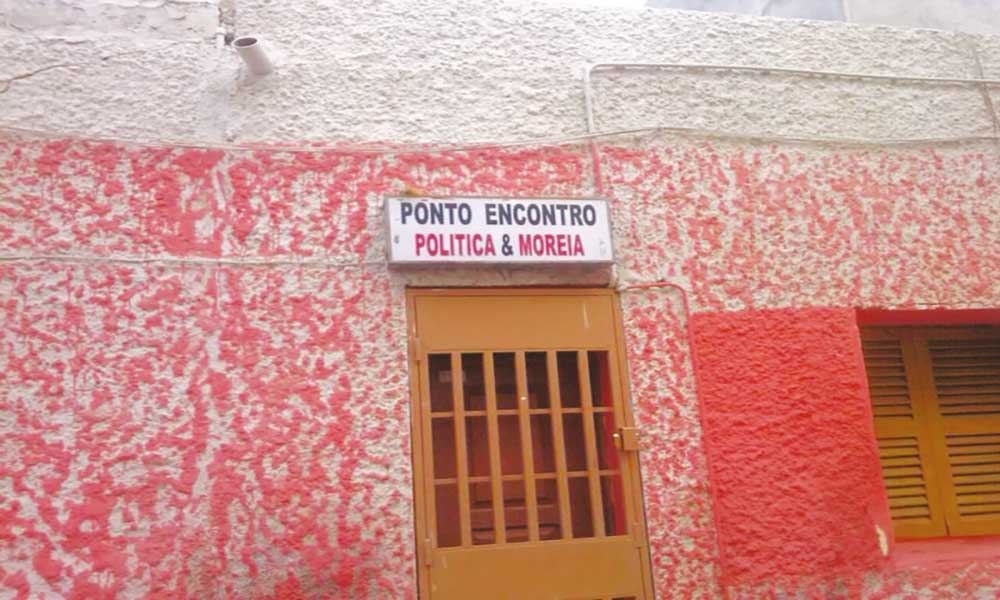 PONTO ENCONTRO
POLITICA & MOREIA